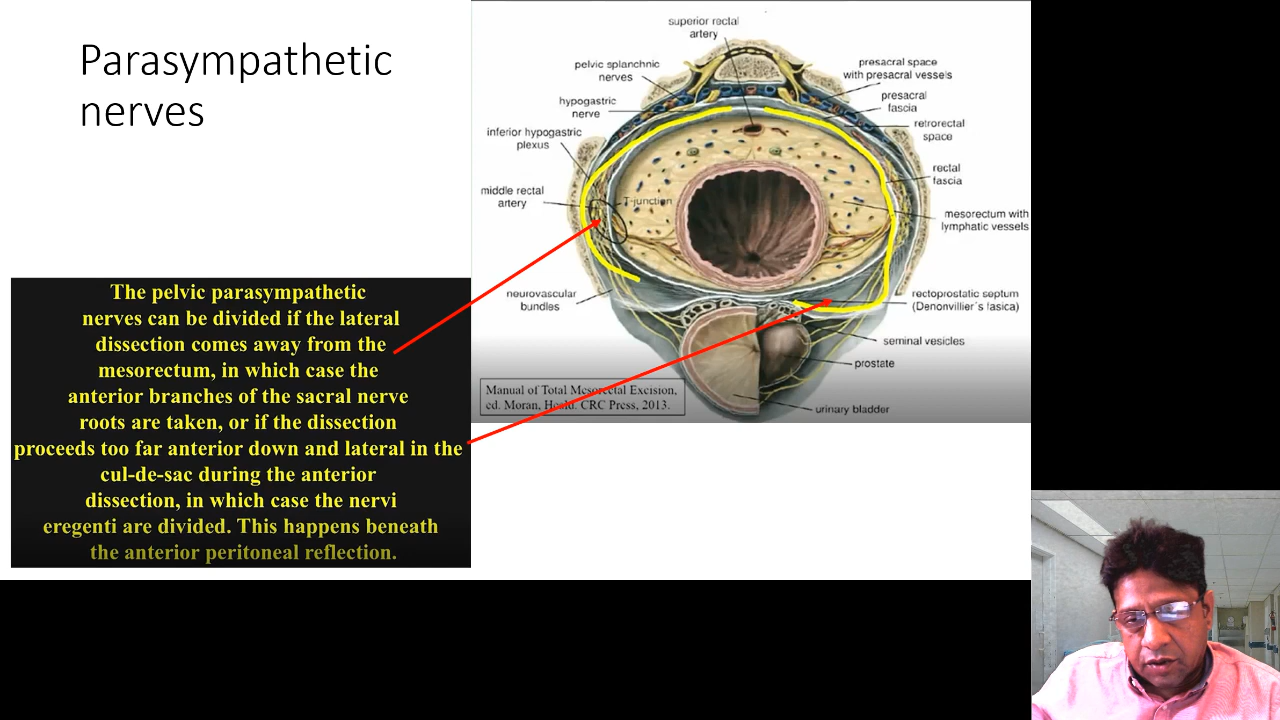 Parasympathetic
nerves
The pelvic parasympathetic
nerves can be divided if the lateral
dissection comes away from the
mesorectum, in which case the
anterior branches of the sacral nerve
roots are taken, or if the dissection
proceeds too far anterior down and lateral in the
cul-de-sac during the anterior
dissection, in which case the nervi
eregenti are divided. This happens beneath
the anterior peritoneal reflection.
superior rectal
artery
pelvic splanchnic
nerves
hypogastric
nerve
inferior hypogastric
plexus
middle rectal
artery
T-junction
neurovascular
bundles
presacral space
with presacral vessels
presacral
fascia
retrorectal
space
rectal
fascia
mesorectum with
lymphatic vessels
rectoprostatic septum
(Denonvillier´s fasica)
seminal vesicles
prostate
urinary bladder
Manual of Total Mesorectal Excision,
ed. Moran, Heald. CRC Press, 2013.